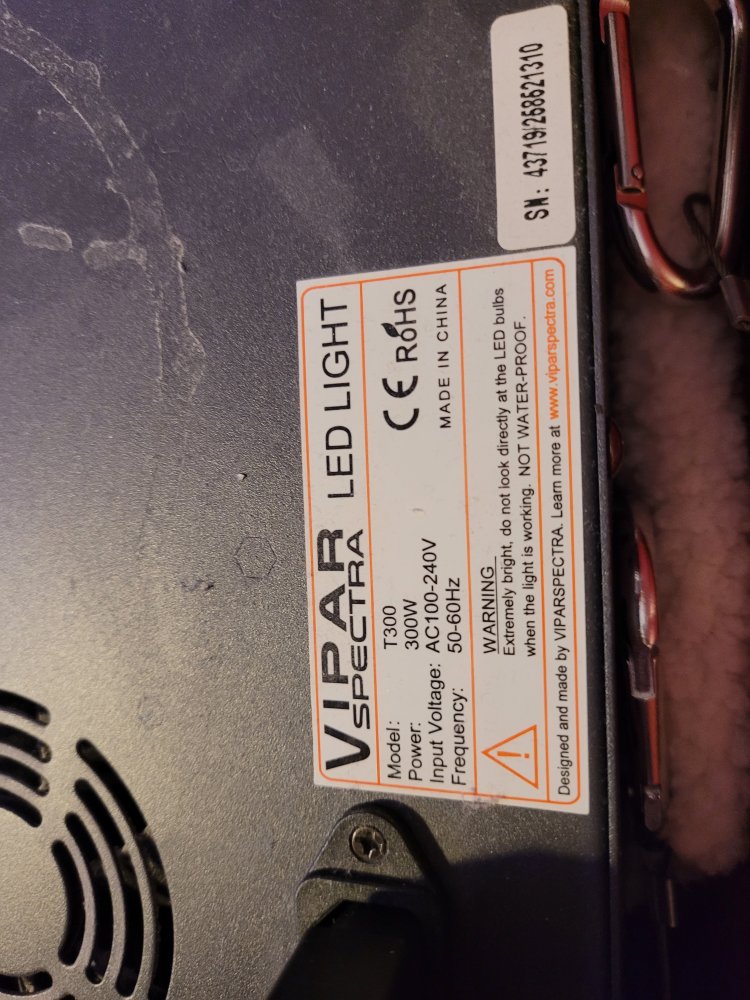 VIPAR
SPECTRA
LED LIGHT
Model: T300
Power: 300W
Input Voltage: AC100-240V
Frequency: 50-60Hz
CE RoHS
MADE IN CHINA
WARNING
Extremely bright, do not look directly at the LED bulbs
when the light is working. NOT WATER-PROOF.
Designed and made by VIPARSPECTRA. Learn more at www.viparspectra.com
SN: 43719/268621310